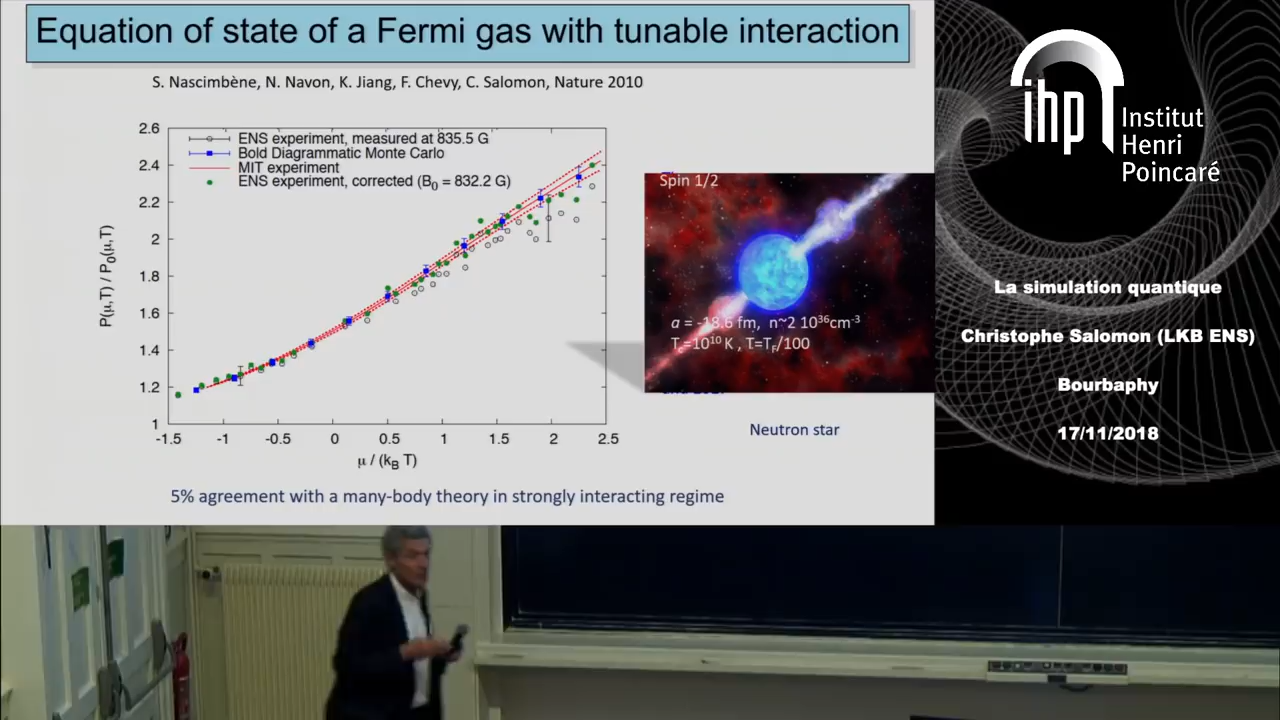 Equation of state of a Fermi gas with tunable interaction
S. Nascimbène, N. Navon, K. Jiang, F. Chevy, C. Salomon, Nature 2010
2.6
2.4
2.2
2
1.8
1.6
1.4
1.2
1
P(μ,T) / P₀(μ,T)
ENS experiment, measured at 835.5 G
Bold Diagrammatic Monte Carlo
MIT experiment
ENS experiment, corrected (B₀ = 832.2 G)
-1.5 -1 -0.5 0 0.5 1 1.5 2 2.5
μ / (k_B T)
Spin 1/2
a = -18.6 fm, n~2 10³⁶cm⁻³
T =10¹⁰ K , T=T_F/100
Neutron star
5% agreement with a many-body theory in strongly interacting regime
ihp
Institut
Henri
Poincaré
La simulation quantique
Christophe Salomon (LKB ENS)
Bourbaphy
17/11/2018